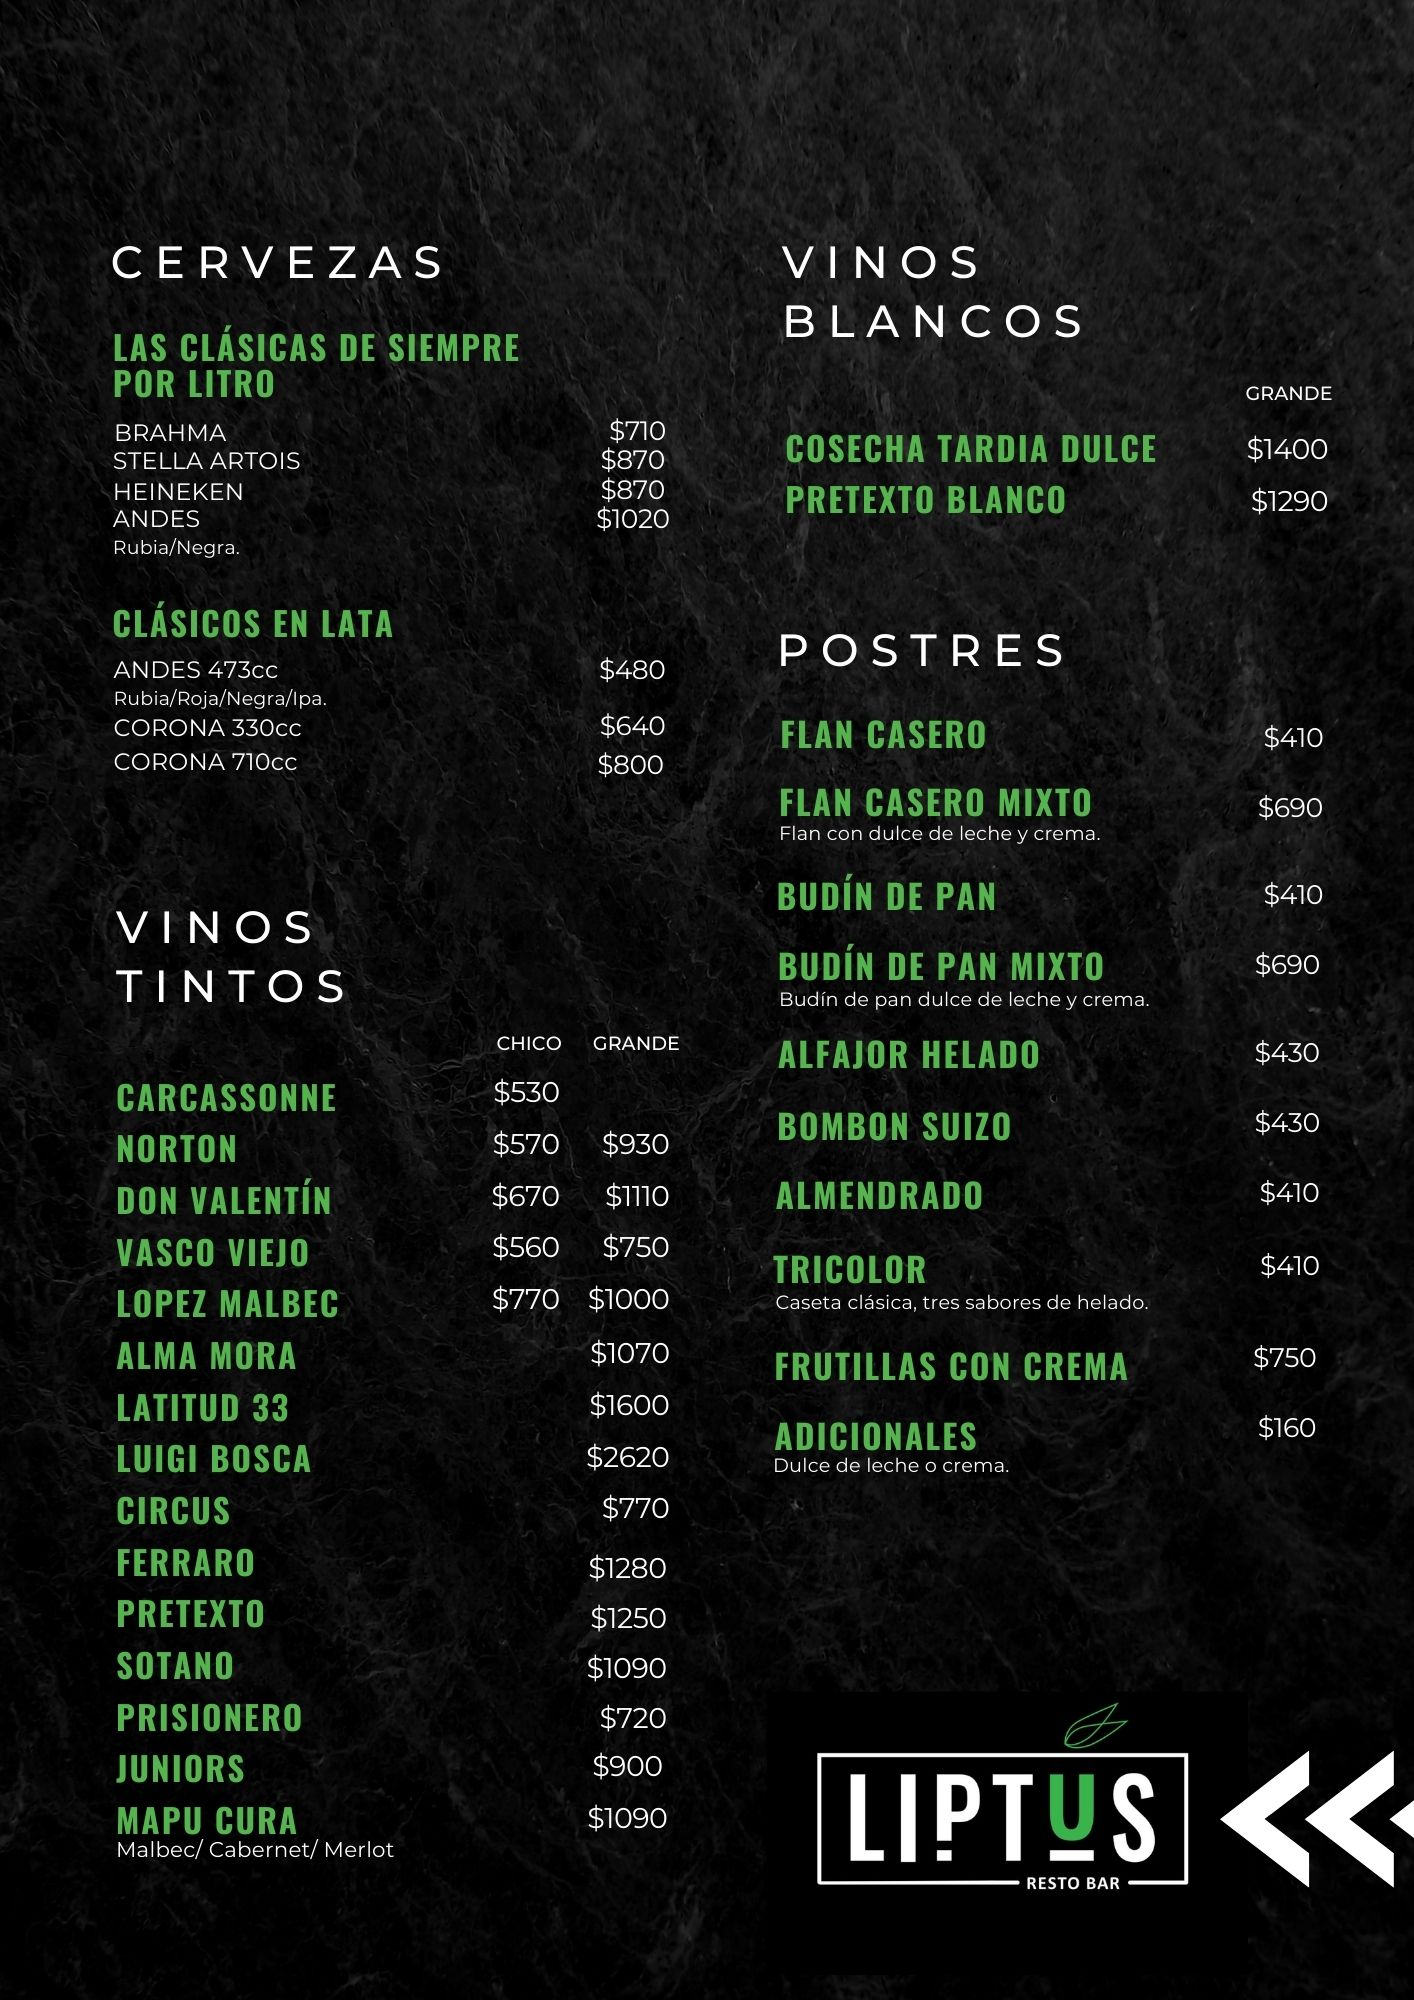 CERVEZAS
LAS CLÁSICAS DE SIEMPRE
POR LITRO
BRAHMA $710
STELLA ARTOIS $870
HEINEKEN $870
ANDES $1020
Rubia/Negra.
CLÁSICOS EN LATA
ANDES 473cc $480
Rubia/Roja/Negra/Ipa.
CORONA 330cc $640
CORONA 710cc $800
VINOS
TINTOS
CHICO GRANDE
CARCASSONNE $530
NORTON $570 $930
DON VALENTÍN $670 $1110
VASCO VIEJO $560 $750
LOPEZ MALBEC $770 $1000
ALMA MORA $1070
LATITUD 33 $1600
LUIGI BOSCA $2620
CIRCUS $770
FERRARO $1280
PRETEXTO $1250
SOTANO $1090
PRISIONERO $720
JUNIORS $900
MAPU CURA $1090
Malbec/ Cabernet/ Merlot
VINOS
BLANCOS
GRANDE
COSECHA TARDIA DULCE $1400
PRETEXTO BLANCO $1290
POSTRES
FLAN CASERO $410
FLAN CASERO MIXTO $690
Flan con dulce de leche y crema.
BUDÍN DE PAN $410
BUDÍN DE PAN MIXTO $690
Budín de pan dulce de leche y crema.
ALFAJOR HELADO $430
BOMBON SUIZO $430
ALMENDRADO $410
TRICOLOR $410
Caseta clásica, tres sabores de helado.
FRUTILLAS CON CREMA $750
ADICIONALES $160
Dulce de leche o crema.
LIPTUS
RESTO BAR